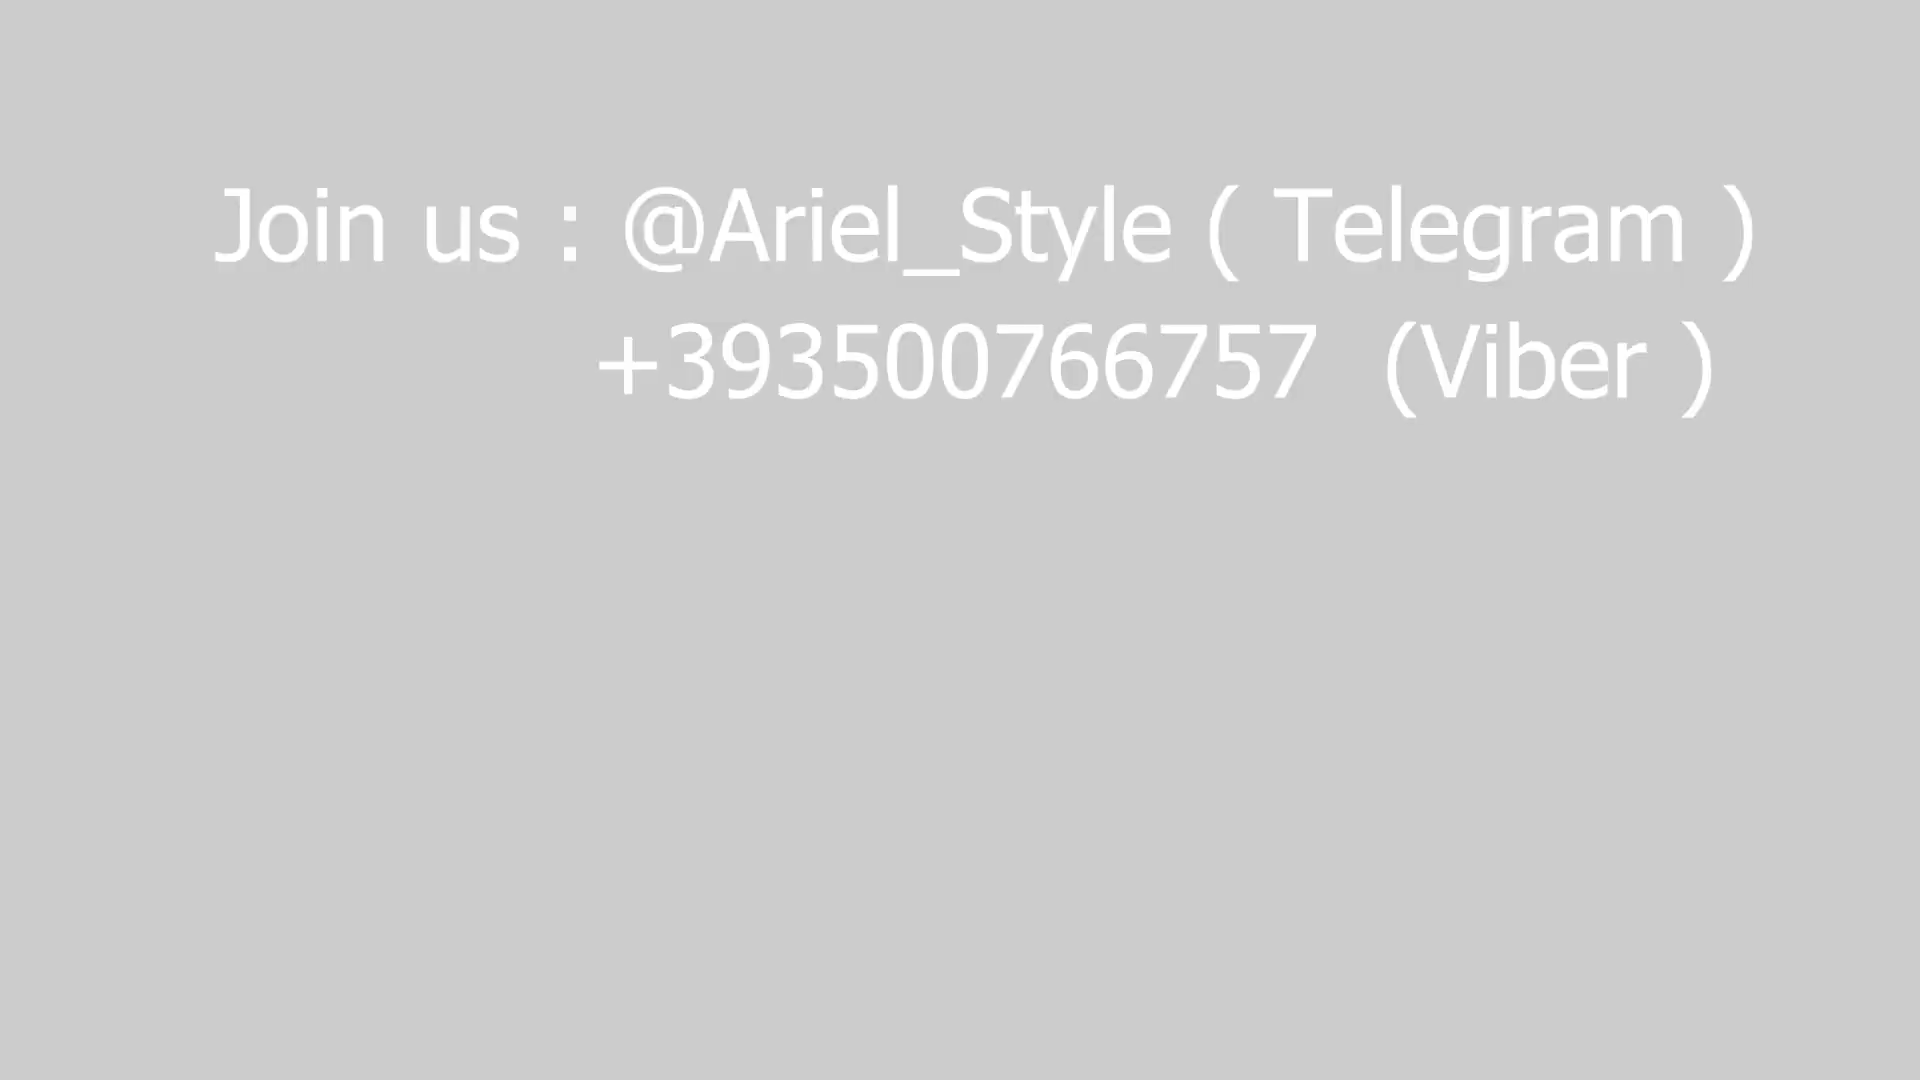 Join us : @Ariel_Style ( Telegram )
+393500766757 (Viber )